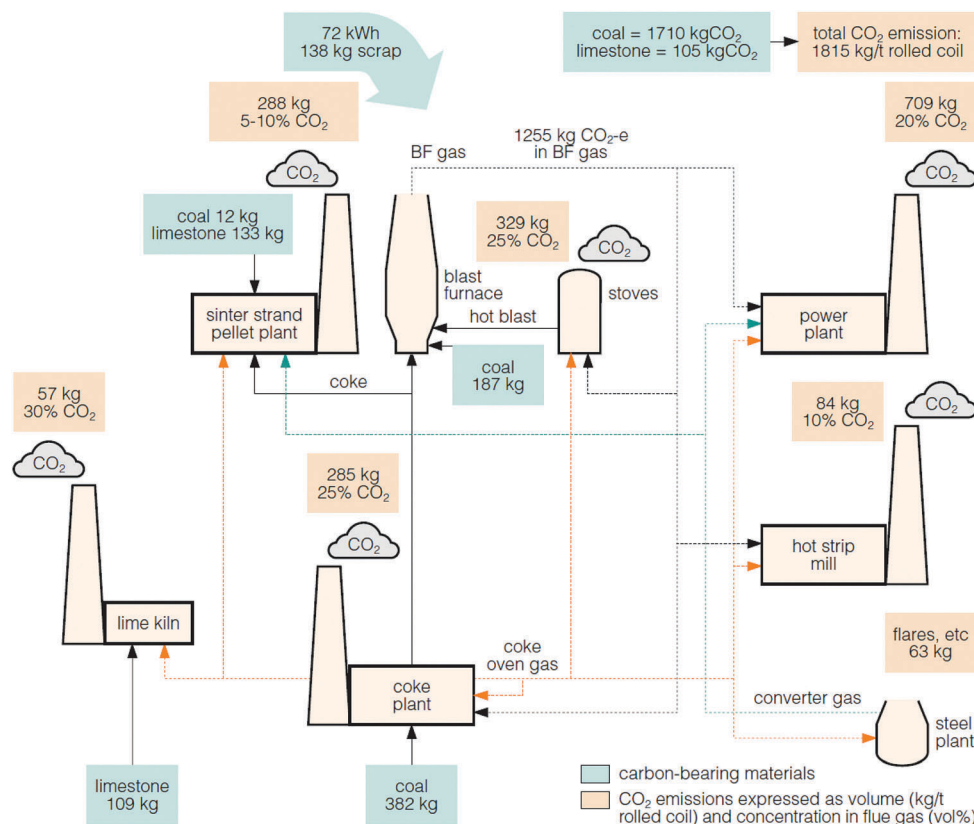 72 kWh
138 kg scrap
coal = 1710 kgCO₂
limestone = 105 kgCO₂
total CO₂ emission:
1815 kg/t rolled coil
288 kg
5-10% CO₂
CO₂
BF gas
1255 kg CO₂-e
in BF gas
709 kg
20% CO₂
CO₂
coal 12 kg
limestone 133 kg
329 kg
25% CO₂
CO₂
sinter strand
pellet plant
blast
furnace
hot blast
stoves
power
plant
coke
coal
187 kg
57 kg
30% CO₂
CO₂
84 kg
10% CO₂
CO₂
285 kg
25% CO₂
CO₂
hot strip
mill
lime kiln
coke
oven gas
coke
plant
flares, etc
63 kg
converter gas
steel
plant
limestone
109 kg
coal
382 kg
carbon-bearing materials
CO₂ emissions expressed as volume (kg/t
rolled coil) and concentration in flue gas (vol%)